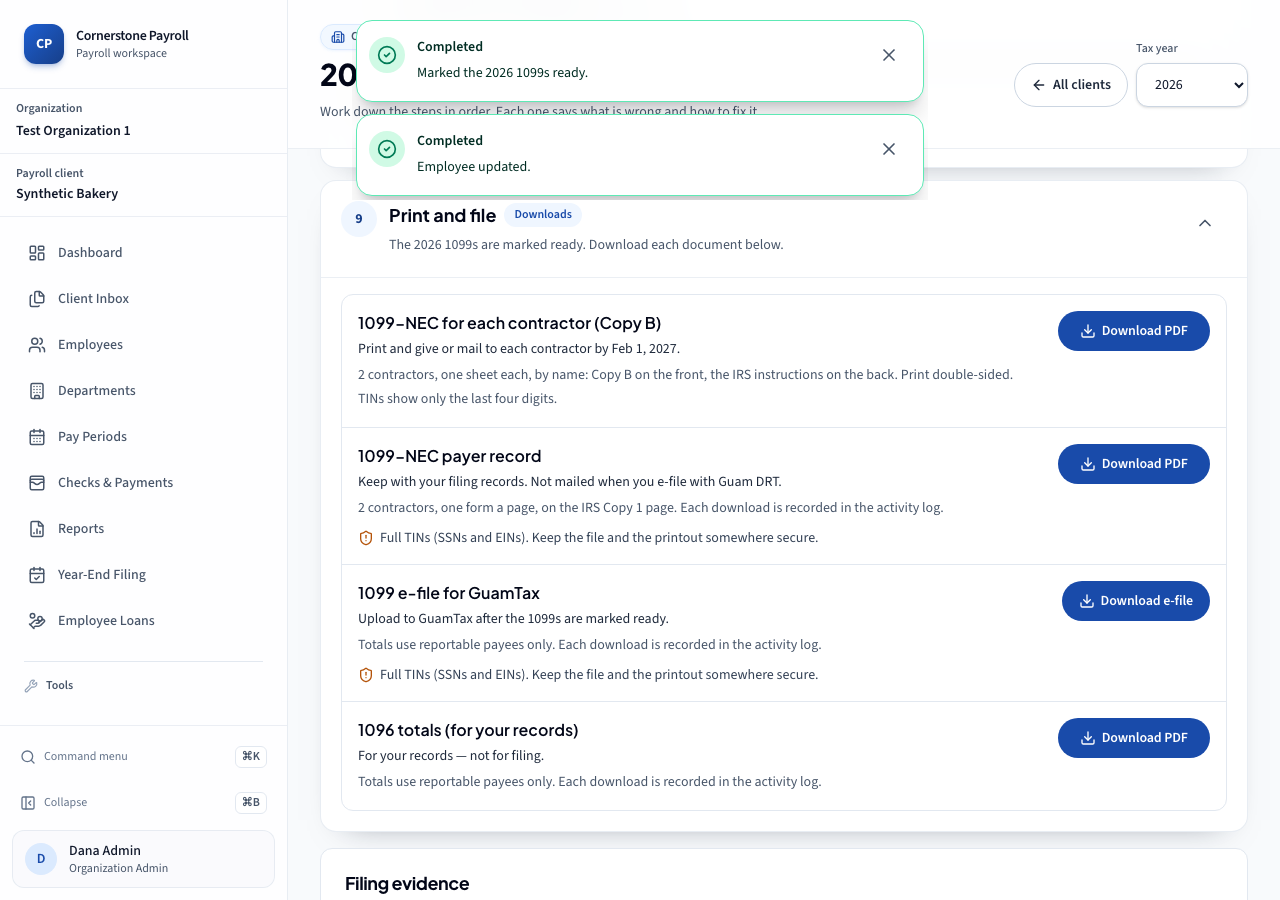 CP
Cornerstone Payroll
Payroll workspace
Organization
Test Organization 1
Payroll client
Synthetic Bakery
Dashboard
Client Inbox
Employees
Departments
Pay Periods
Checks & Payments
Reports
Year-End Filing
Employee Loans
Tools
Command menu
⌘K
Collapse
⌘B
D
Dana Admin
Organization Admin
20
Work down the steps in order. Each one says what is wrong and how to fix it.
All clients
Tax year
2026
Completed
Marked the 2026 1099s ready.
Completed
Employee updated.
9
Print and file
Downloads
The 2026 1099s are marked ready. Download each document below.
1099-NEC for each contractor (Copy B)
Print and give or mail to each contractor by Feb 1, 2027.
2 contractors, one sheet each, by name: Copy B on the front, the IRS instructions on the back. Print double-sided.
TINs show only the last four digits.
Download PDF
1099-NEC payer record
Keep with your filing records. Not mailed when you e-file with Guam DRT.
2 contractors, one form a page, on the IRS Copy 1 page. Each download is recorded in the activity log.
Full TINs (SSNs and EINs). Keep the file and the printout somewhere secure.
Download PDF
1099 e-file for GuamTax
Upload to GuamTax after the 1099s are marked ready.
Totals use reportable payees only. Each download is recorded in the activity log.
Full TINs (SSNs and EINs). Keep the file and the printout somewhere secure.
Download e-file
1096 totals (for your records)
For your records — not for filing.
Totals use reportable payees only. Each download is recorded in the activity log.
Download PDF
Filing evidence